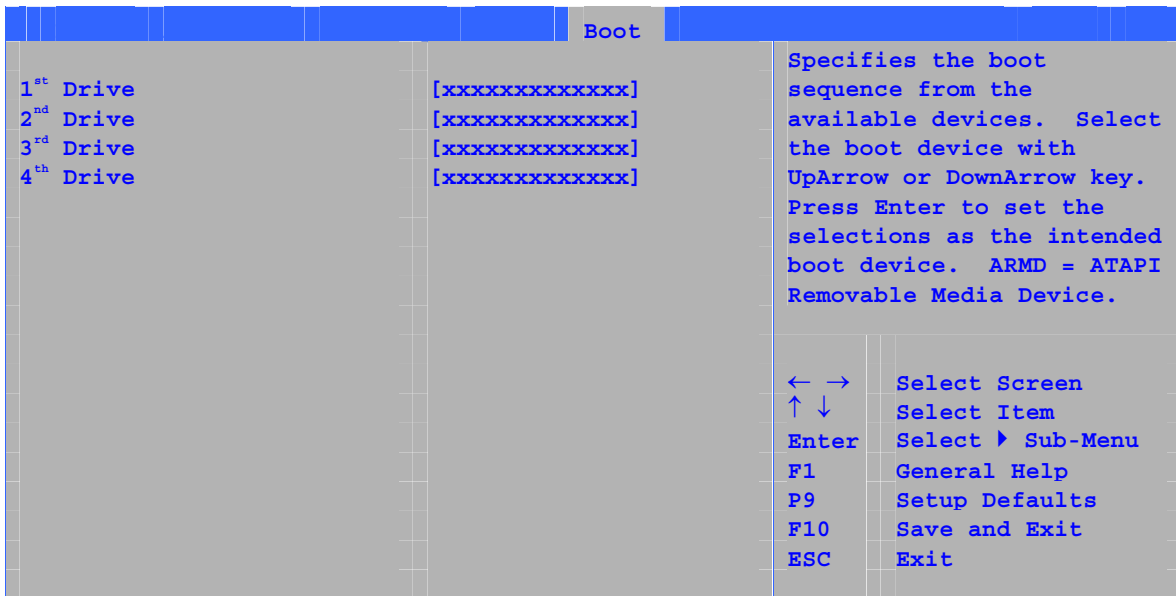 Boot
1st Drive [xxxxxxxxxxxxx]
2nd Drive [xxxxxxxxxxxxx]
3rd Drive [xxxxxxxxxxxxx]
4th Drive [xxxxxxxxxxxxx]
Specifies the boot
sequence from the
available devices. Select
the boot device with
UpArrow or DownArrow key.
Press Enter to set the
selections as the intended
boot device. ARMD = ATAPI
Removable Media Device.
← → Select Screen
↑ ↓ Select Item
Enter Select ▶ Sub-Menu
F1 General Help
P9 Setup Defaults
F10 Save and Exit
ESC Exit